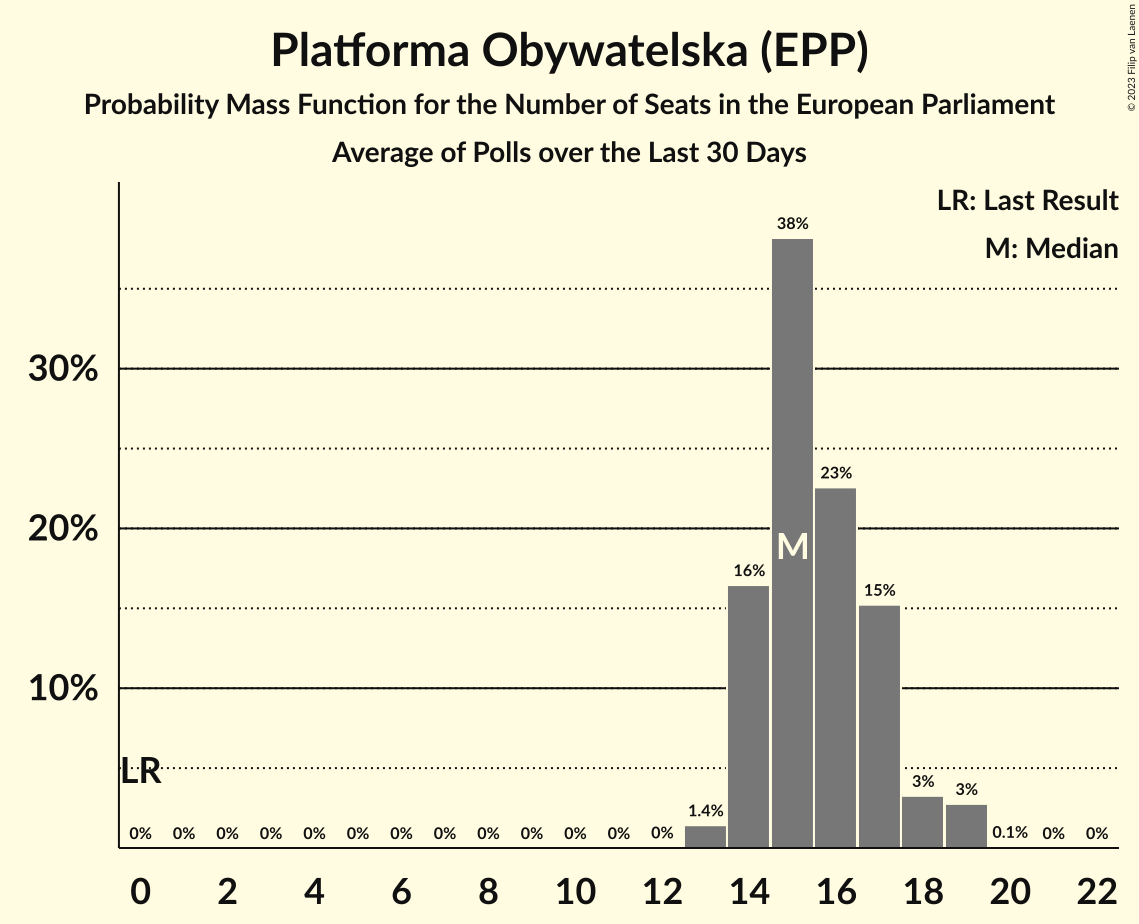 Platforma Obywatelska (EPP)
Probability Mass Function for the Number of Seats in the European Parliament
Average of Polls over the Last 30 Days
© 2023 Filip van Laenen
LR: Last Result
M: Median
38%
30%
23%
20%
M
16%
15%
10%
LR
3%
3%
1.4%
0% 0% 0% 0% 0% 0% 0% 0% 0% 0% 0% 0% 0% 0.1% 0% 0%
0 2 4 6 8 10 12 14 16 18 20 22